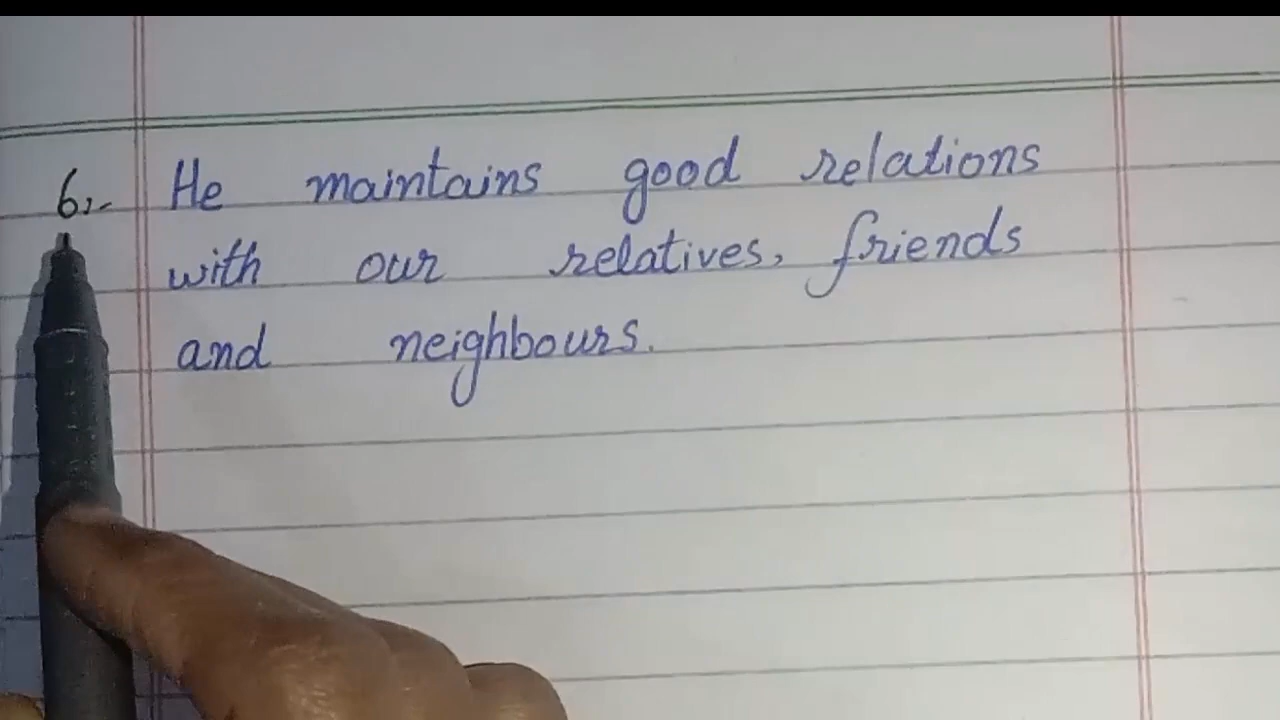 6:- He maintains good relations
with our relatives, friends
and neighbours.